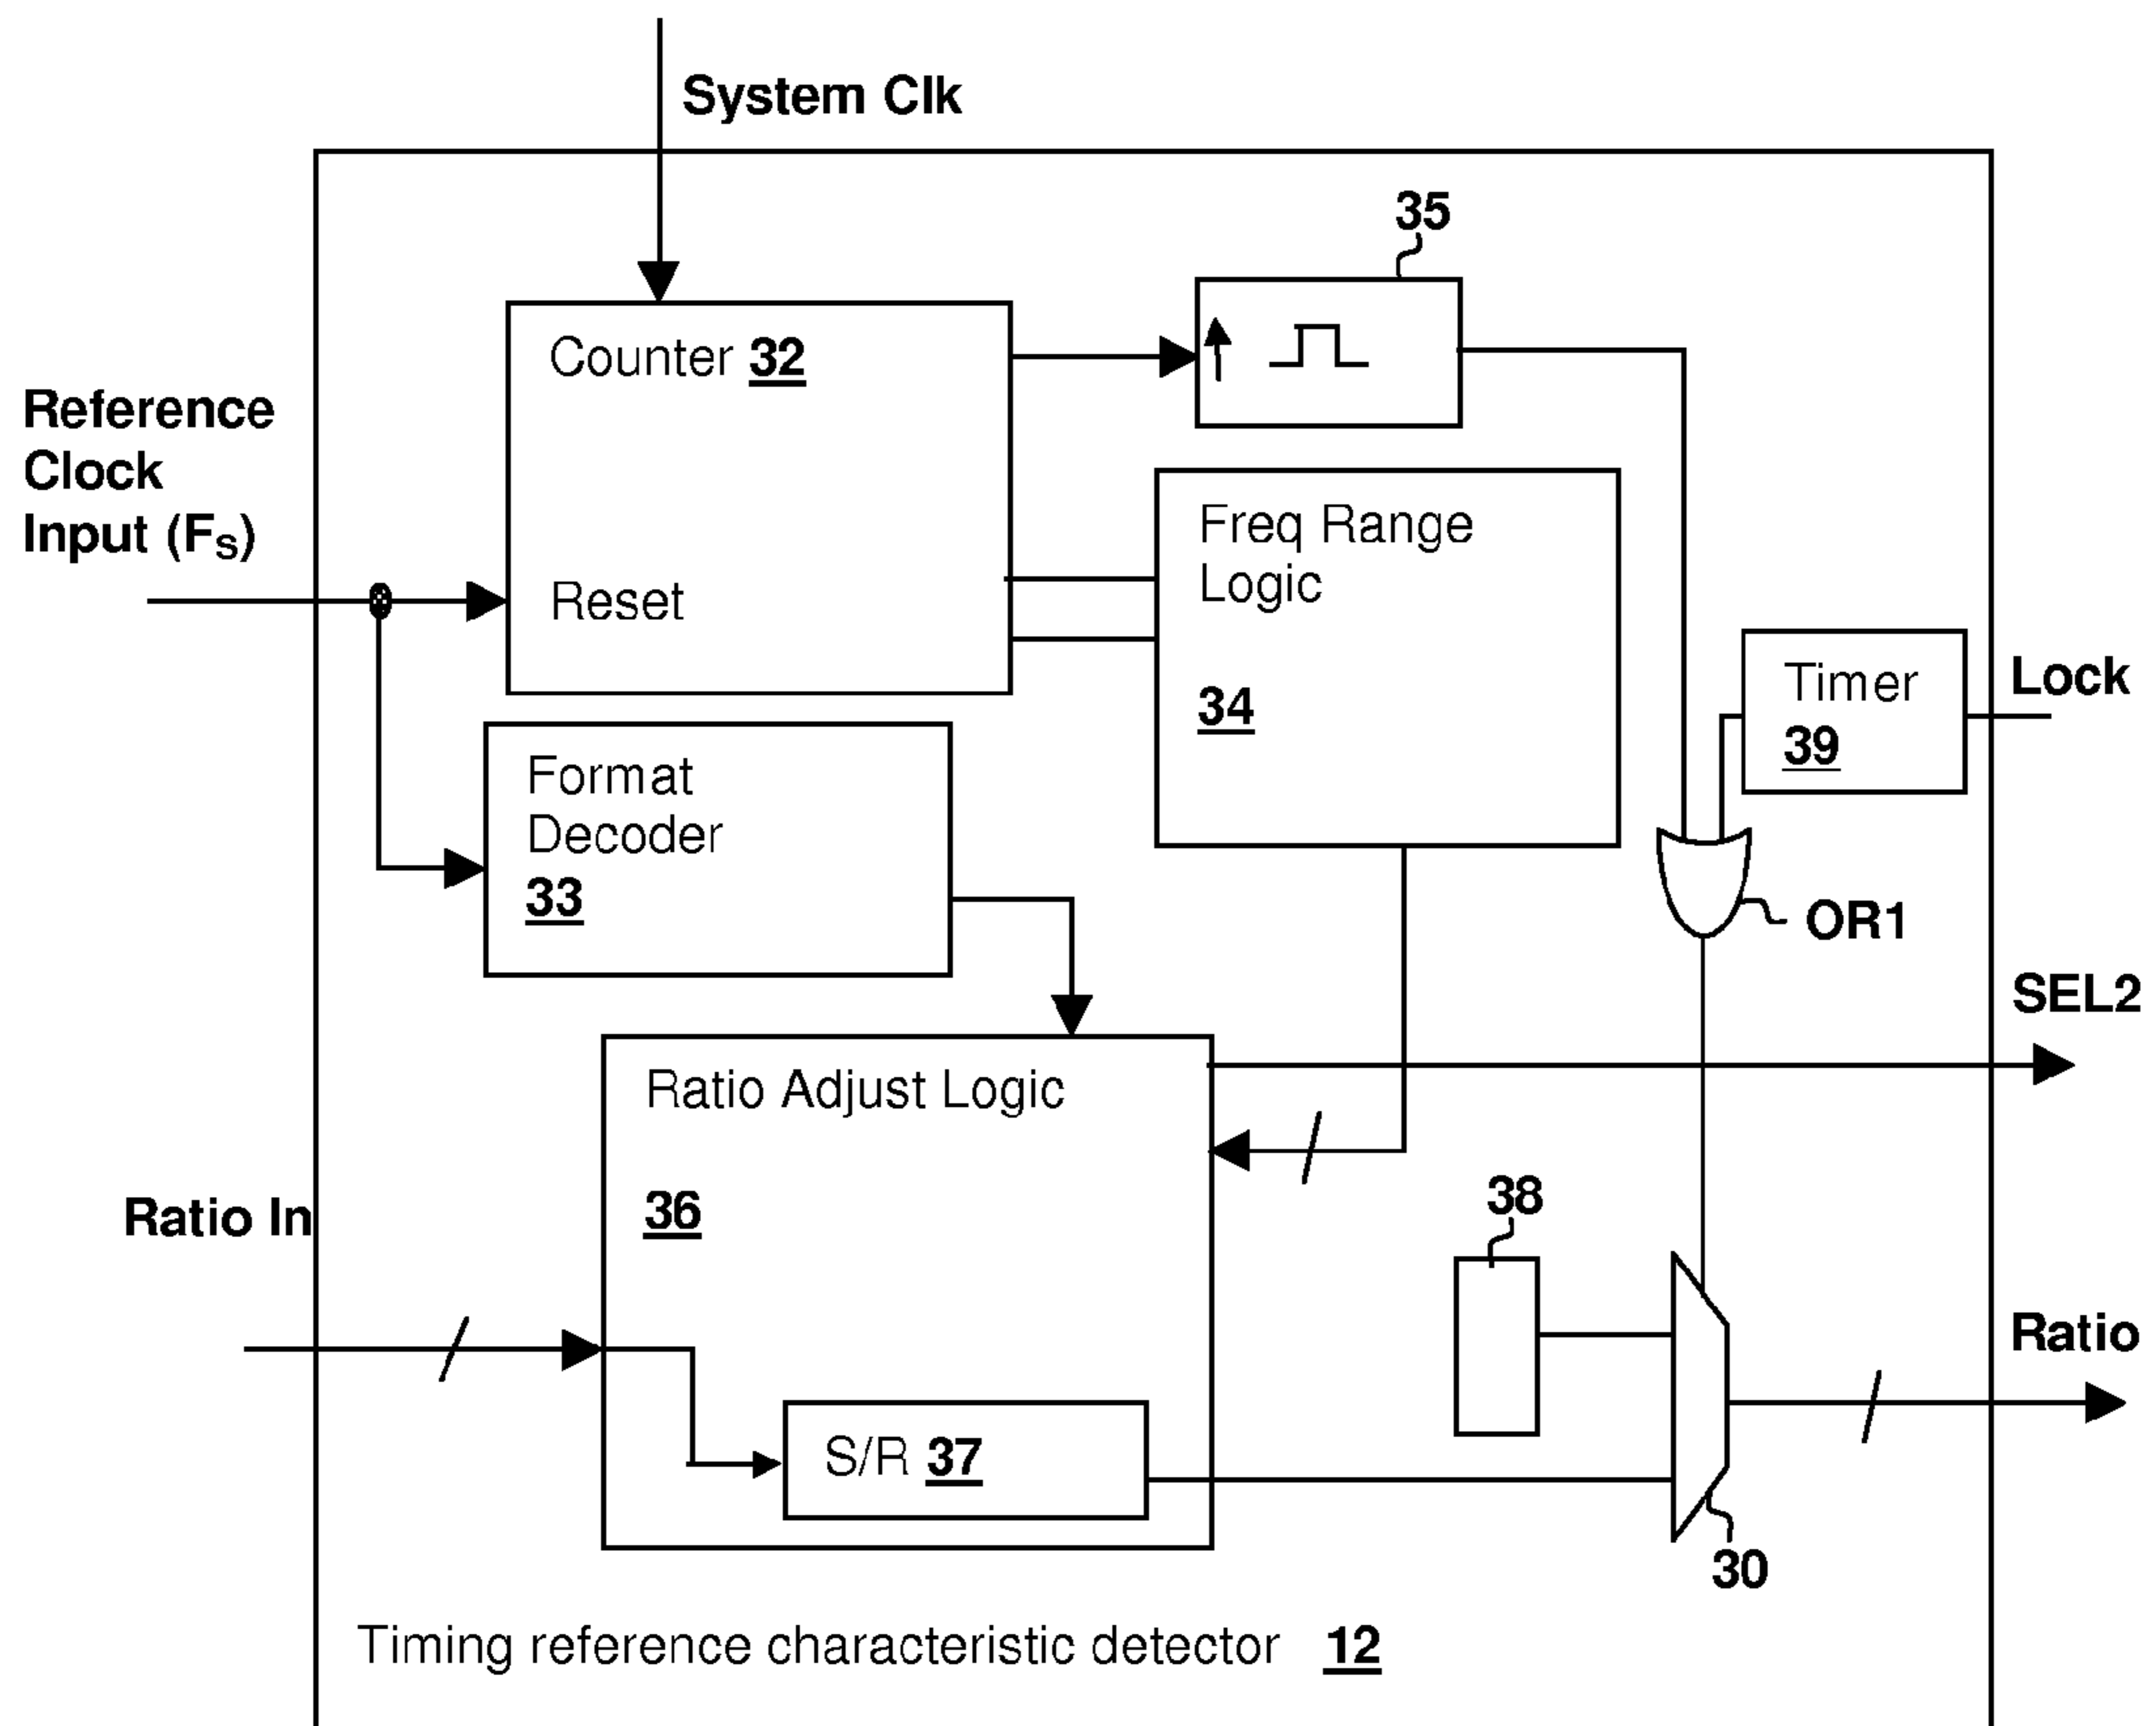 System Clk
35
Counter 32
Reference
Clock
Input (FS)
Reset
Freq Range
Logic
34
Timer
39
Lock
Format
Decoder
33
OR1
SEL2
Ratio Adjust Logic
36
Ratio In
38
Ratio
S/R 37
30
Timing reference characteristic detector 12